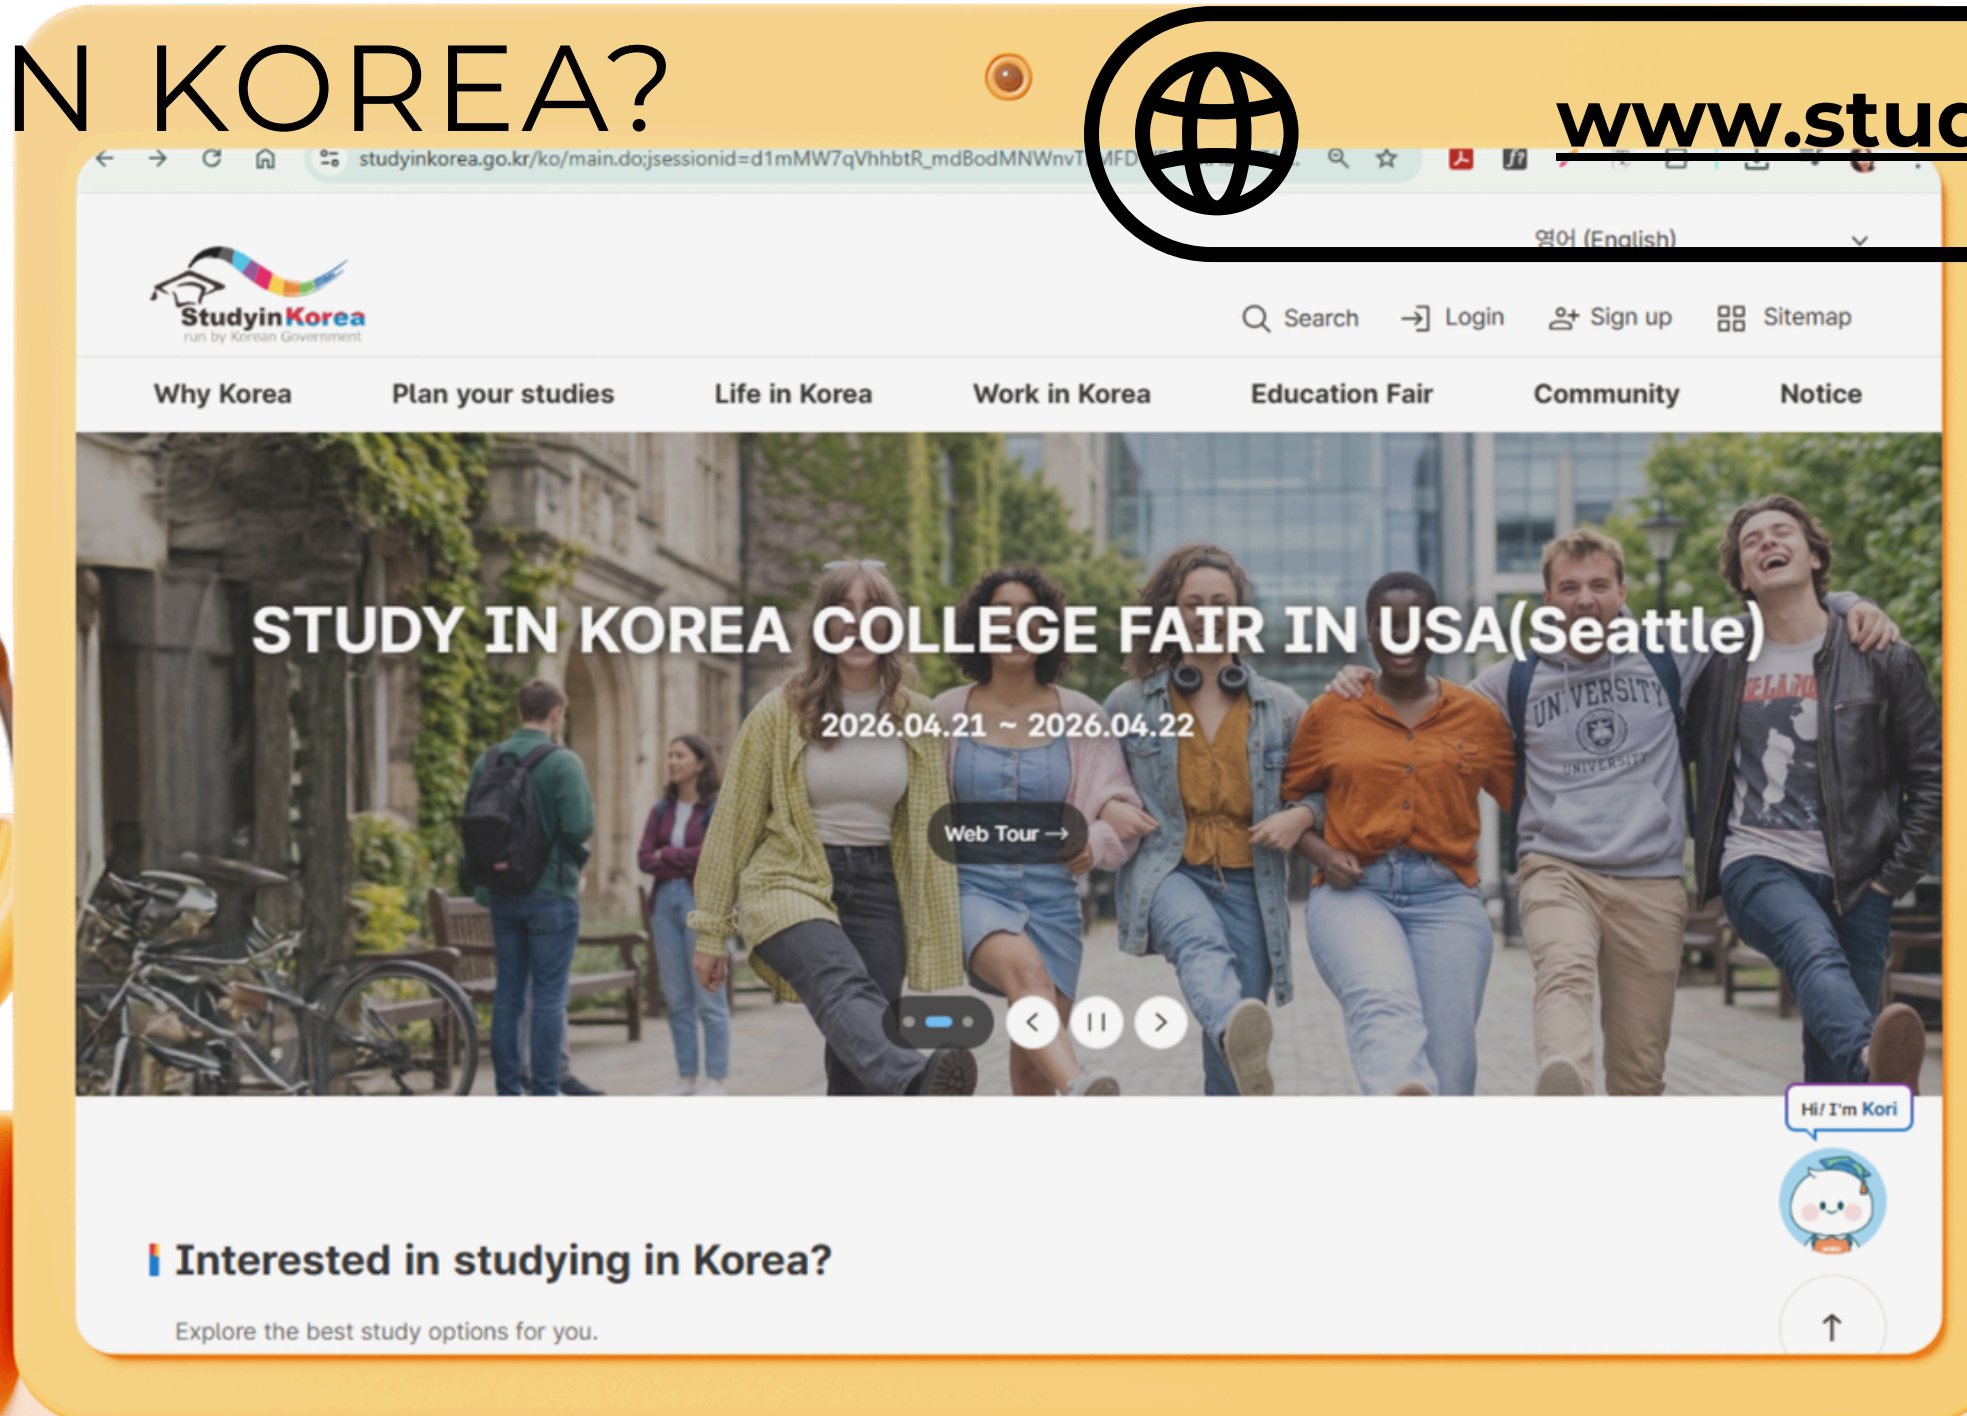 N KOREA?
www.stud
studyinkorea.go.kr/ko/main.do;jsessionid=d1mMW7qVhhbtR_mdBodMNWnvT
영어 (English)
StudyinKorea
run by Korean Government
Search Login Sign up Sitemap
Why Korea Plan your studies Life in Korea Work in Korea Education Fair Community Notice
STUDY IN KOREA COLLEGE FAIR IN USA(Seattle)
2026.04.21 ~ 2026.04.22
UNIVERSITY
UNIVERSITY
Web Tour →
Hi! I'm Kori
Interested in studying in Korea?
Explore the best study options for you.